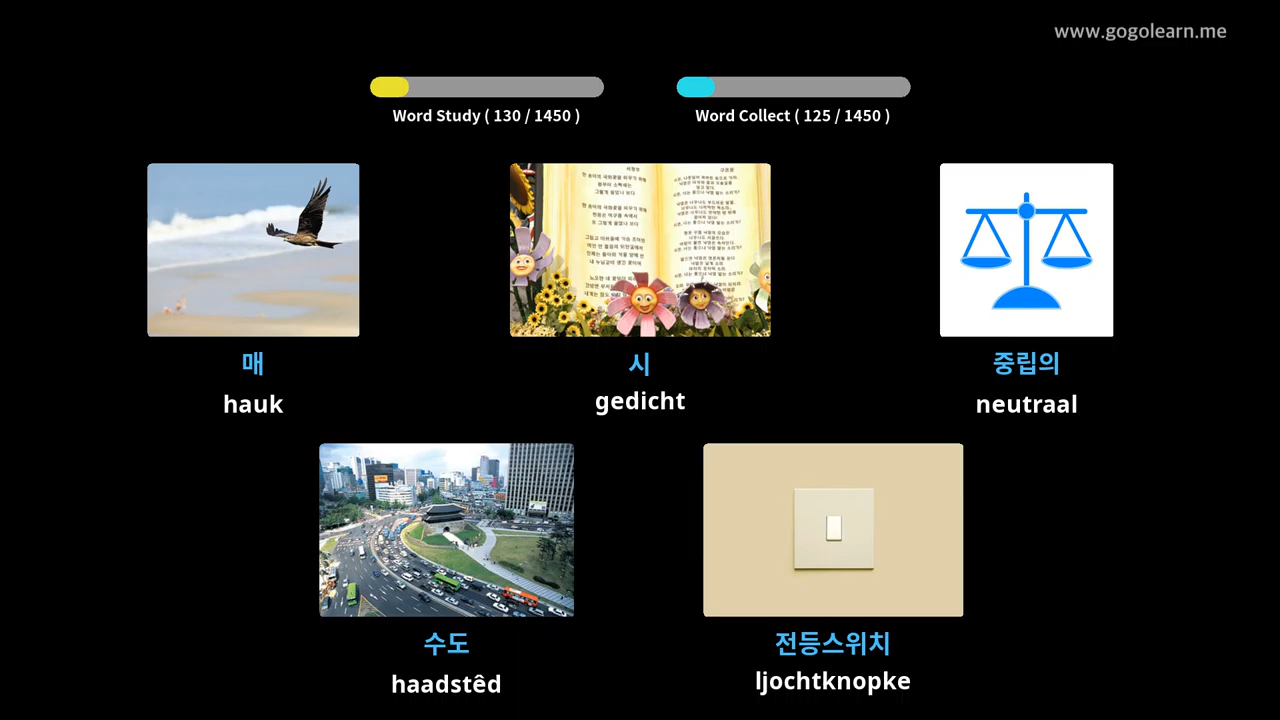 www.gogolearn.me
Word Study ( 130 / 1450 )
Word Collect ( 125 / 1450 )
매
hauk
시
gedicht
중립의
neutraal
수도
haadstêd
전등스위치
ljochtknopke